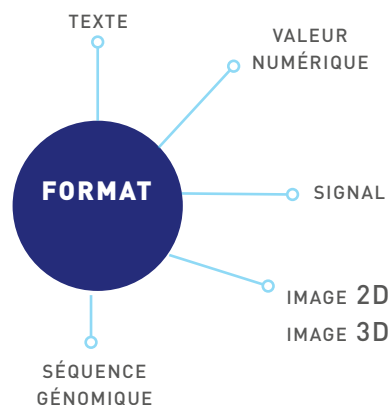 TEXTE
VALEUR
NUMÉRIQUE
FORMAT
SIGNAL
IMAGE 2D
IMAGE 3D
SÉQUENCE
GÉNOMIQUE